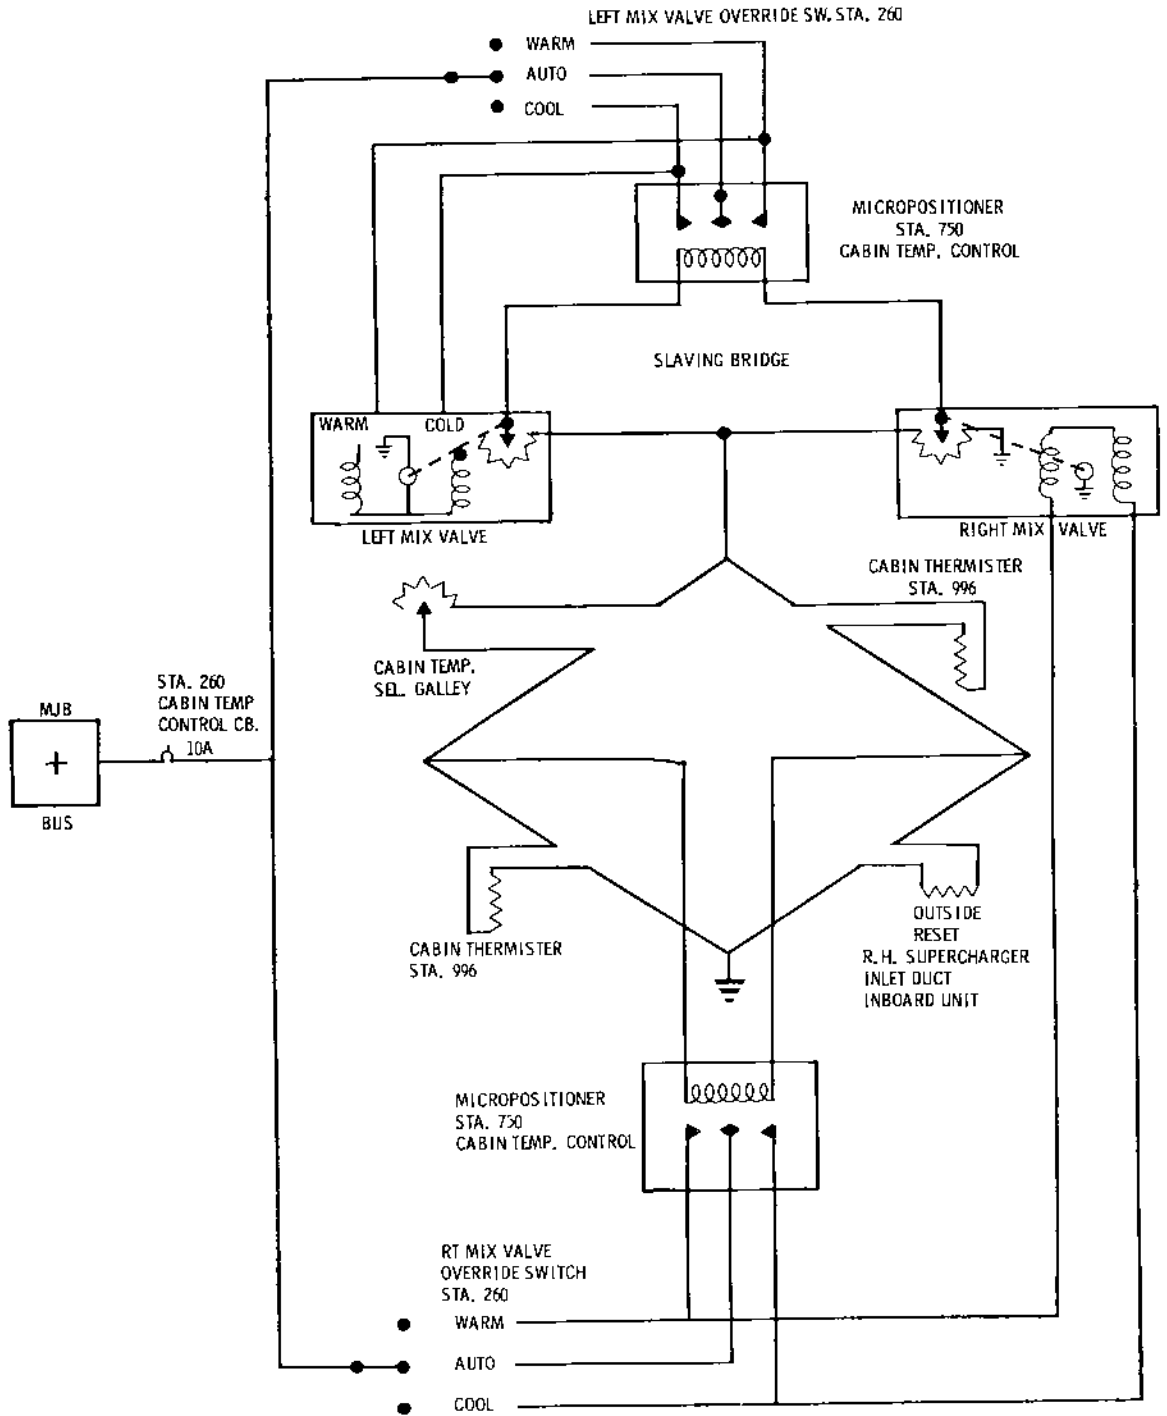 LEFT MIX VALVE OVERRIDE SW. STA. 260
WARM
AUTO
COOL
MICROPOSITIONER
STA. 750
CABIN TEMP. CONTROL
SLAVING BRIDGE
WARM
COLD
LEFT MIX VALVE
RIGHT MIX VALVE
CABIN THERMISTER
STA. 996
CABIN TEMP.
SEL. GALLEY
STA. 260
CABIN TEMP
CONTROL CB.
10A
MJB
+
BUS
CABIN THERMISTER
STA. 996
OUTSIDE
RESET
R.H. SUPERCHARGER
INLET DUCT
INBOARD UNIT
MICROPOSITIONER
STA. 750
CABIN TEMP. CONTROL
RT MIX VALVE
OVERRIDE SWITCH
STA. 260
WARM
AUTO
COOL